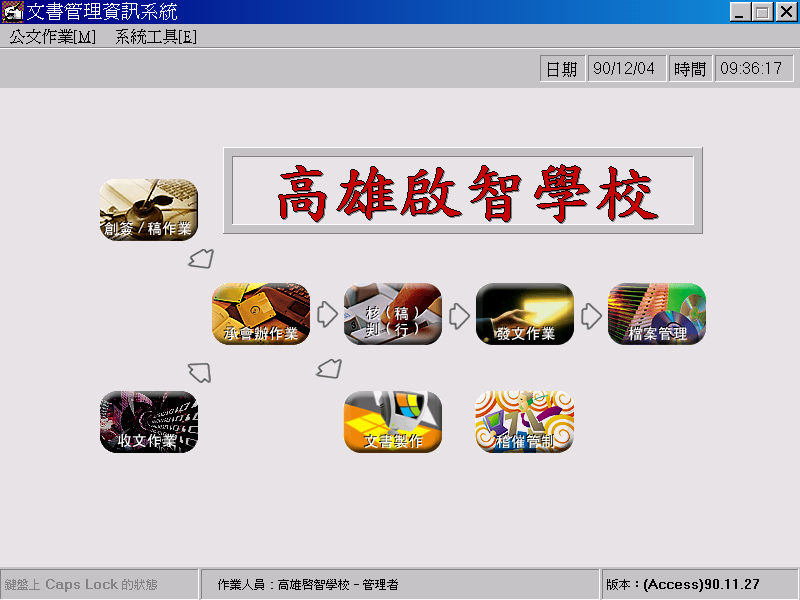 文書管理資訊系統
公文作業[M] 系統工具[E]
日期 90/12/04 時間 09:36:17
高雄啟智學校
創簽/稿作業
承會辦作業
核(稿)
判(行)
發文作業
檔案管理
收文作業
文書製作
稽催管制
鍵盤上 Caps Lock 的狀態
作業人員：高雄啓智學校－管理者
版本：(Access)90.11.27